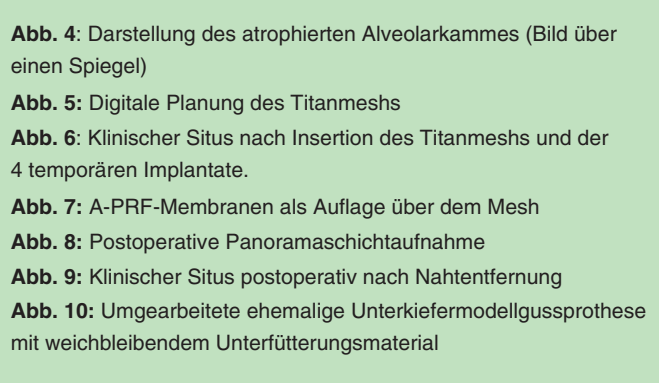 Abb. 4: Darstellung des atrophierten Alveolarkammes (Bild über
einen Spiegel)
Abb. 5: Digitale Planung des Titanmeshs
Abb. 6: Klinischer Situs nach Insertion des Titanmeshs und der
4 temporären Implantate.
Abb. 7: A-PRF-Membranen als Auflage über dem Mesh
Abb. 8: Postoperative Panoramaschichtaufnahme
Abb. 9: Klinischer Situs postoperativ nach Nahtentfernung
Abb. 10: Umgearbeitete ehemalige Unterkiefermodellgussprothese
mit weichbleibendem Unterfütterungsmaterial